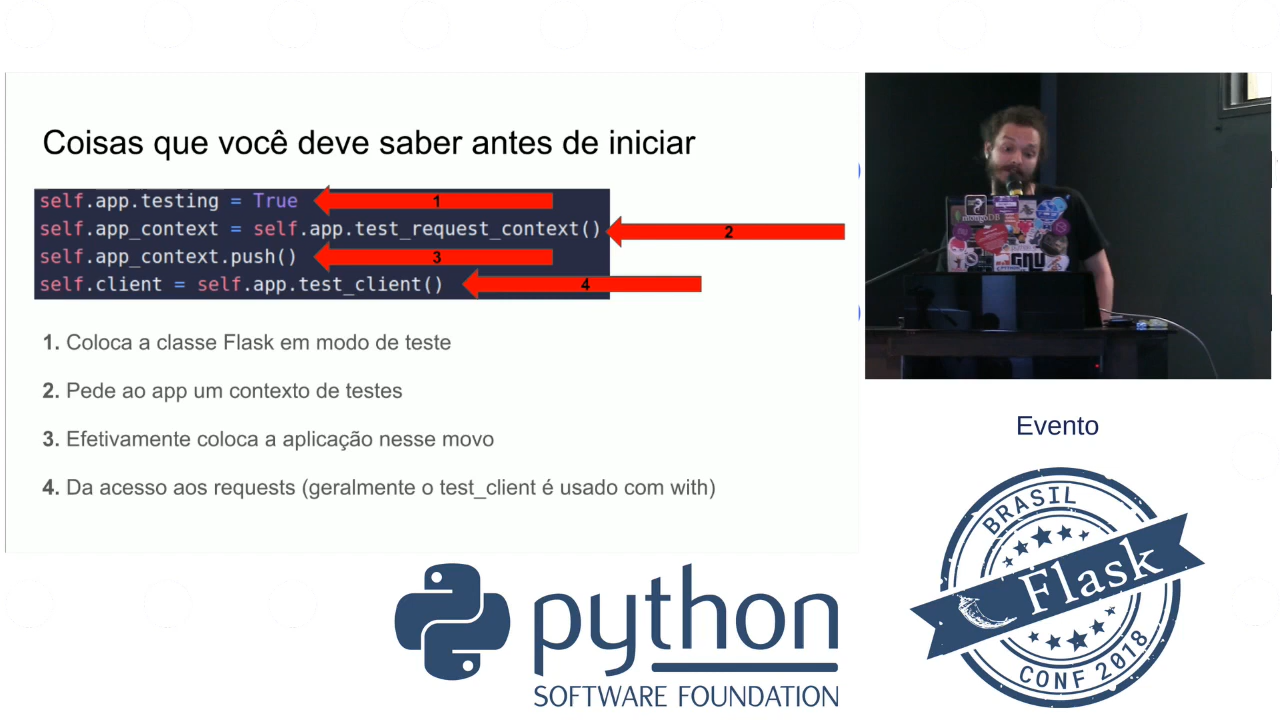 Coisas que você deve saber antes de iniciar
self.app.testing = True
1
self.app_context = self.app.test_request_context()
2
self.app_context.push()
3
self.client = self.app.test_client()
4
1. Coloca a classe Flask em modo de teste
2. Pede ao app um contexto de testes
3. Efetivamente coloca a aplicação nesse movo
4. Da acesso aos requests (geralmente o test_client é usado com with)
mongoDB
GNU
Evento
BRASIL
Flask
CONF 2018
python
SOFTWARE FOUNDATION